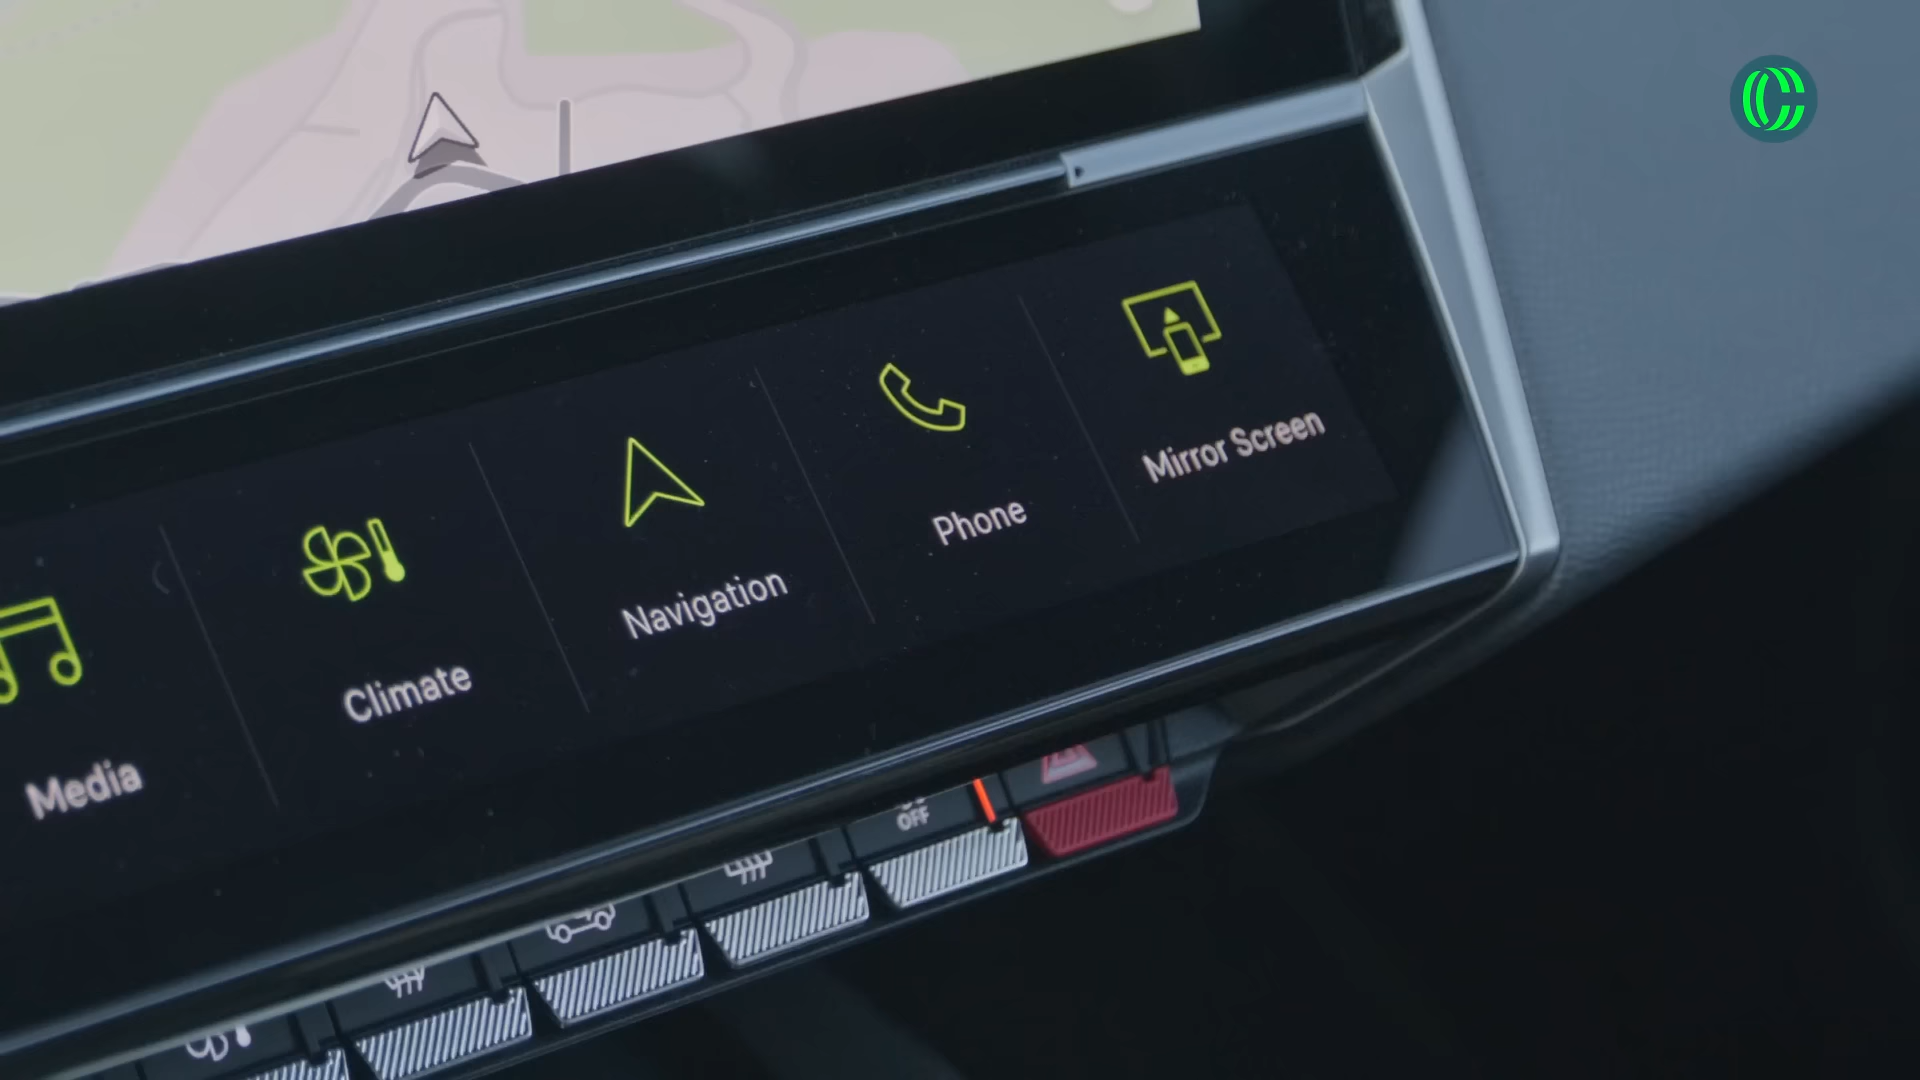 Media
Climate
Navigation
Phone
Mirror Screen
OFF